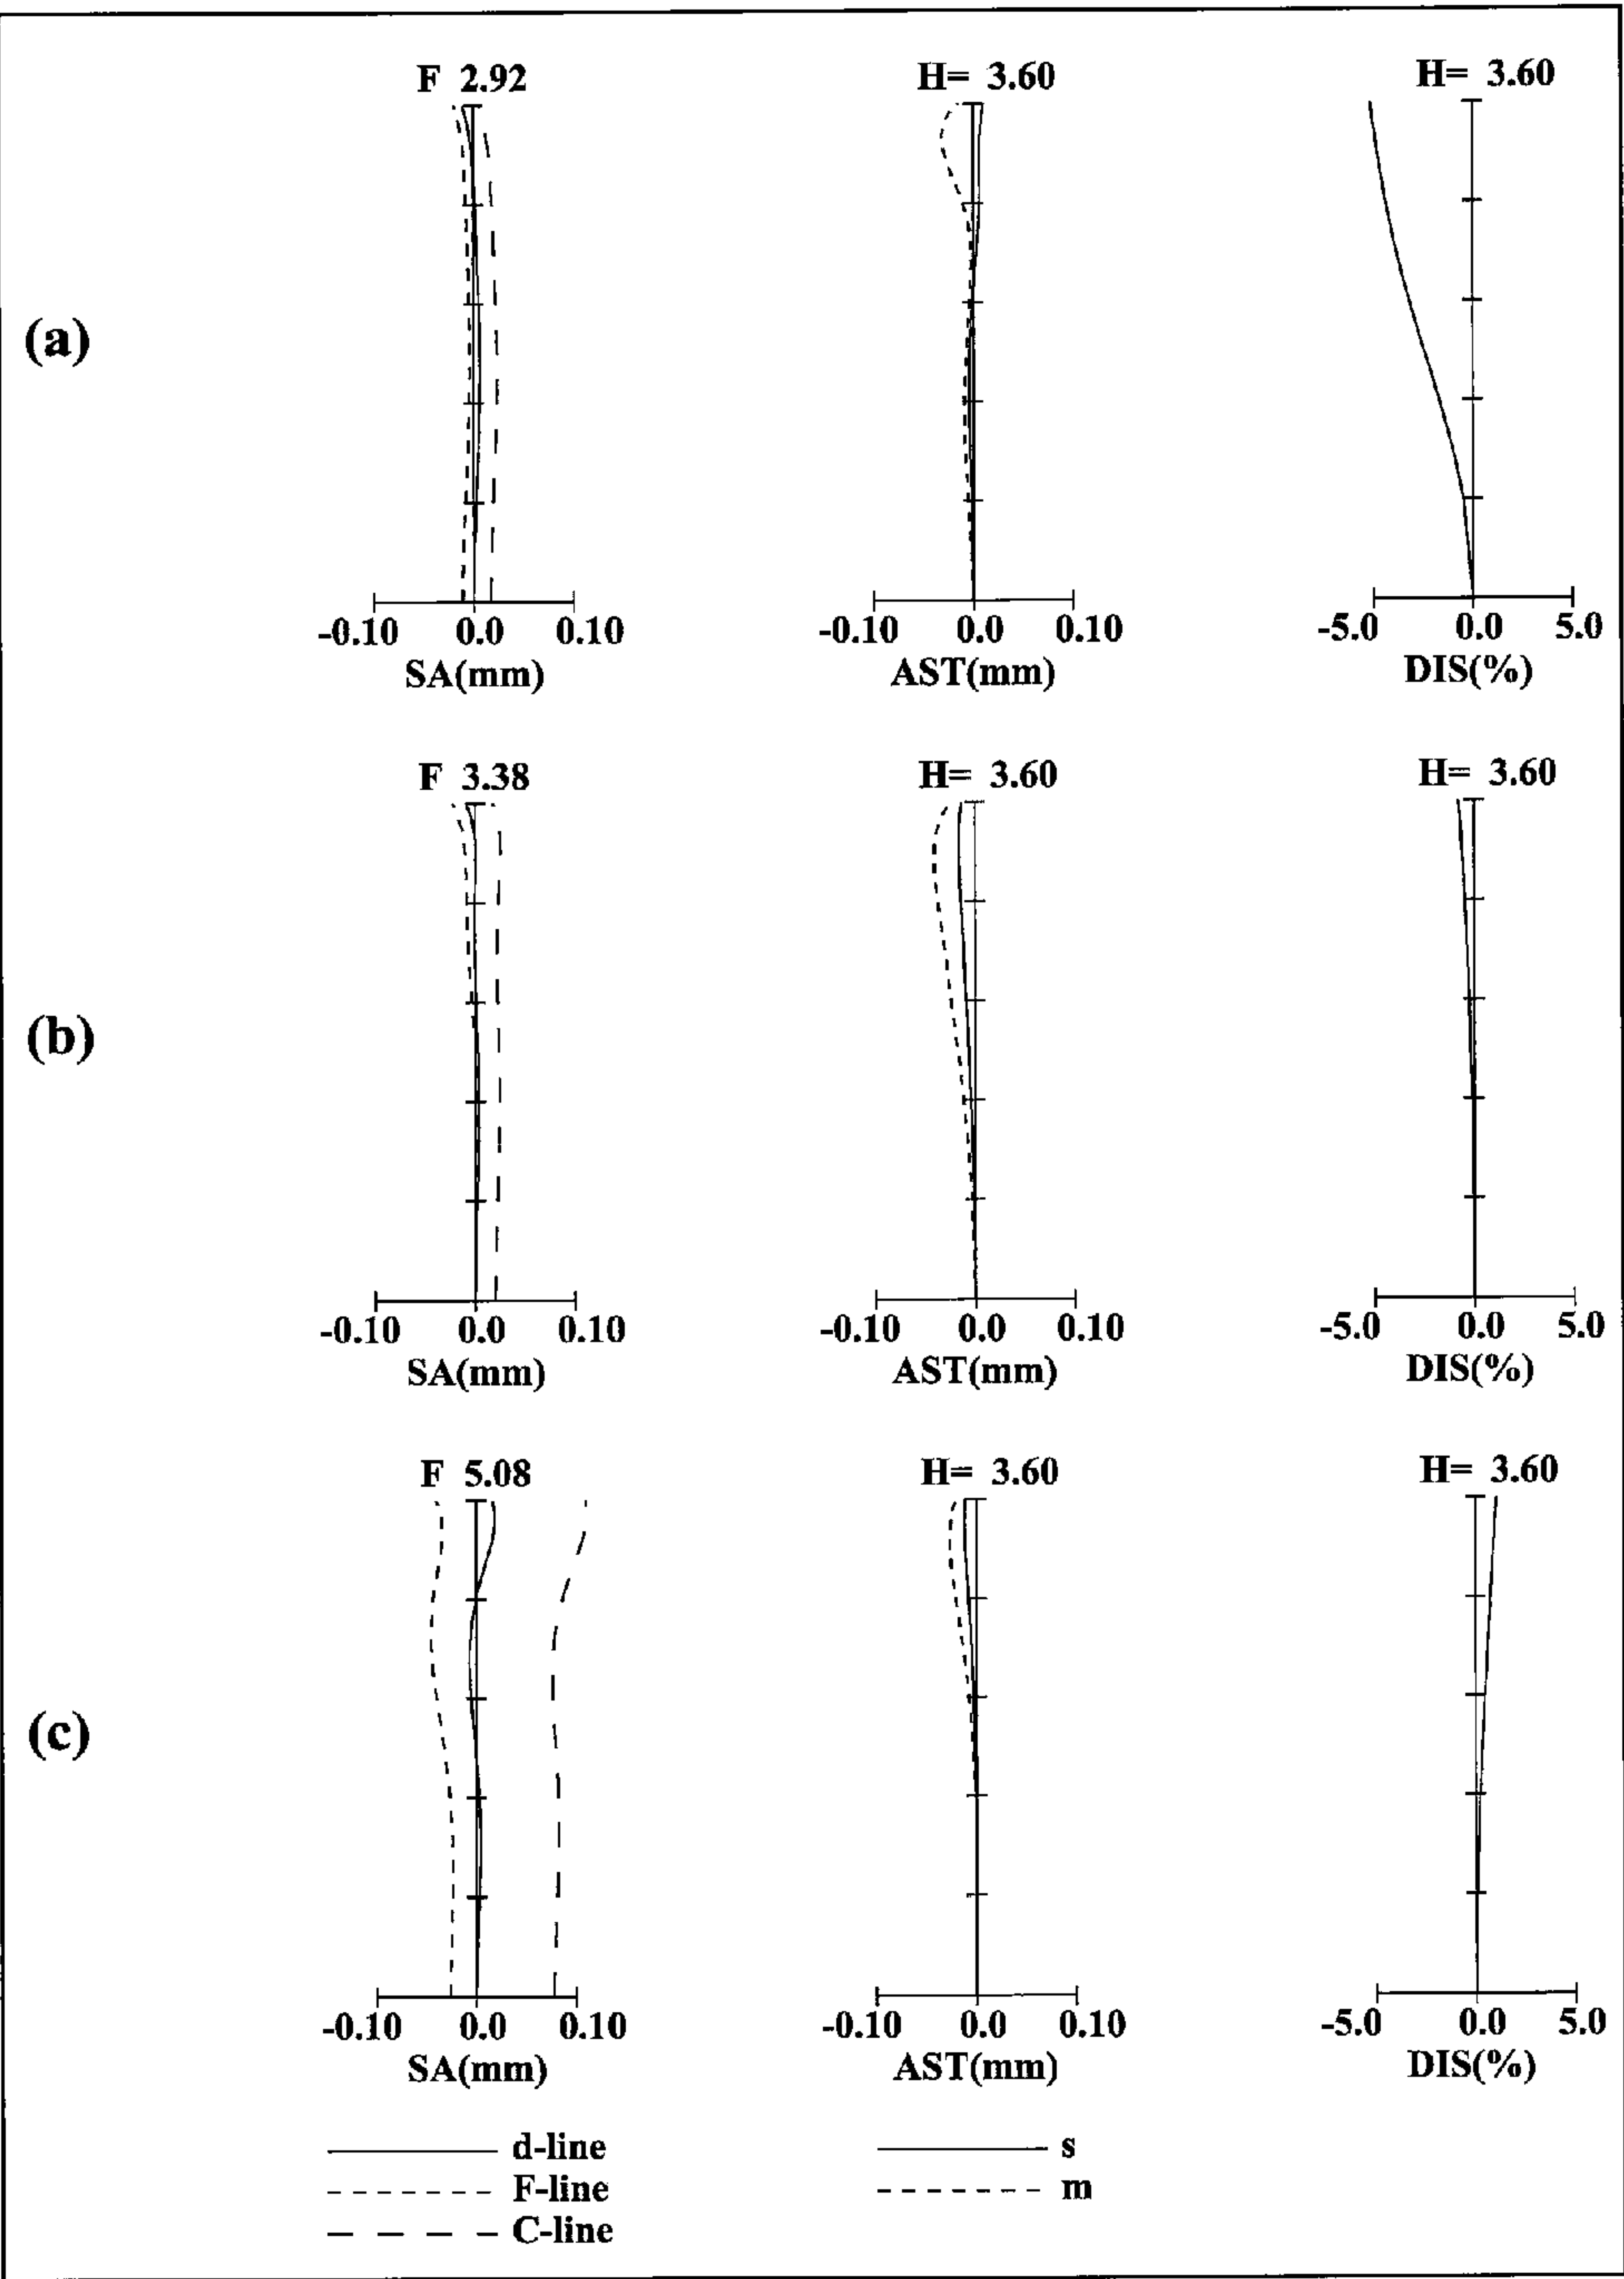 F 2.92 H= 3.60 H= 3.60
(a)
-0.10 0.0 0.10 -0.10 0.0 0.10 -5.0 0.0 5.0
SA(mm) AST(mm) DIS(%)
F 3.38 H= 3.60 H= 3.60
(b)
-0.10 0.0 0.10 -0.10 0.0 0.10 -5.0 0.0 5.0
SA(mm) AST(mm) DIS(%)
F 5.08 H= 3.60 H= 3.60
(c)
-0.10 0.0 0.10 -0.10 0.0 0.10 -5.0 0.0 5.0
SA(mm) AST(mm) DIS(%)
d-line s
F-line m
C-line